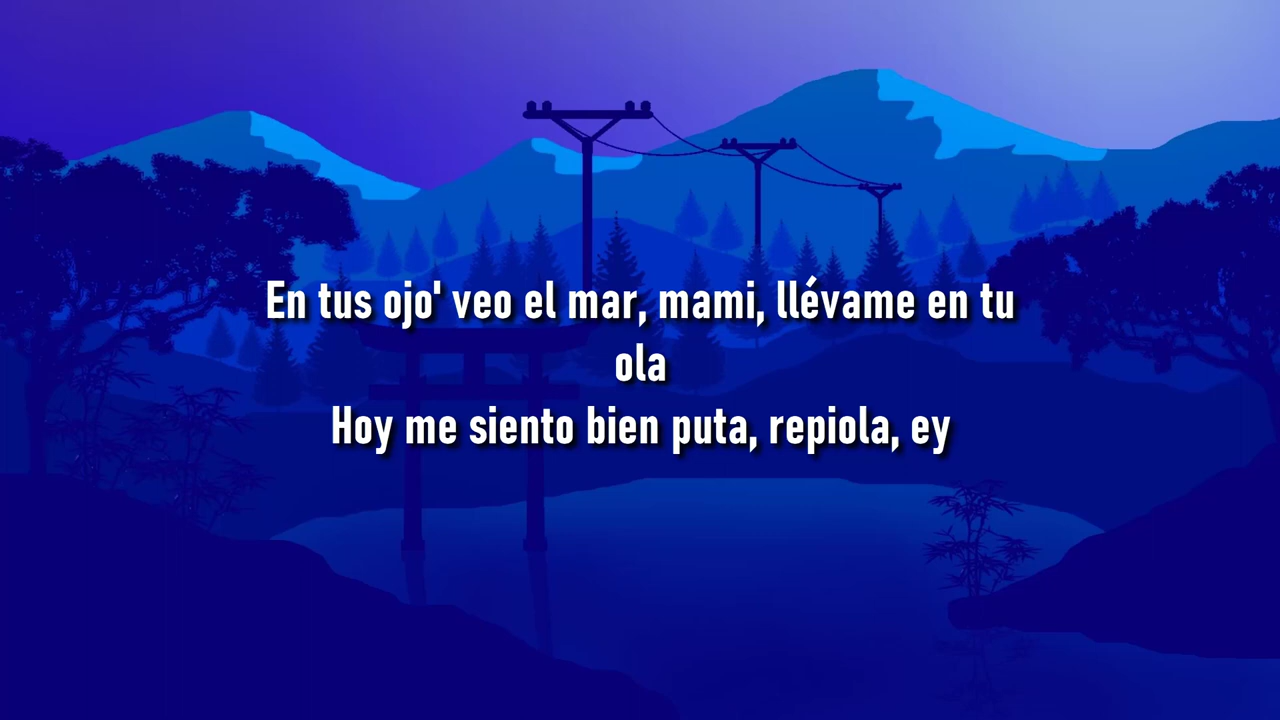 En tus ojo' veo el mar, mami, llévame en tu
ola
Hoy me siento bien puta, repiola, ey